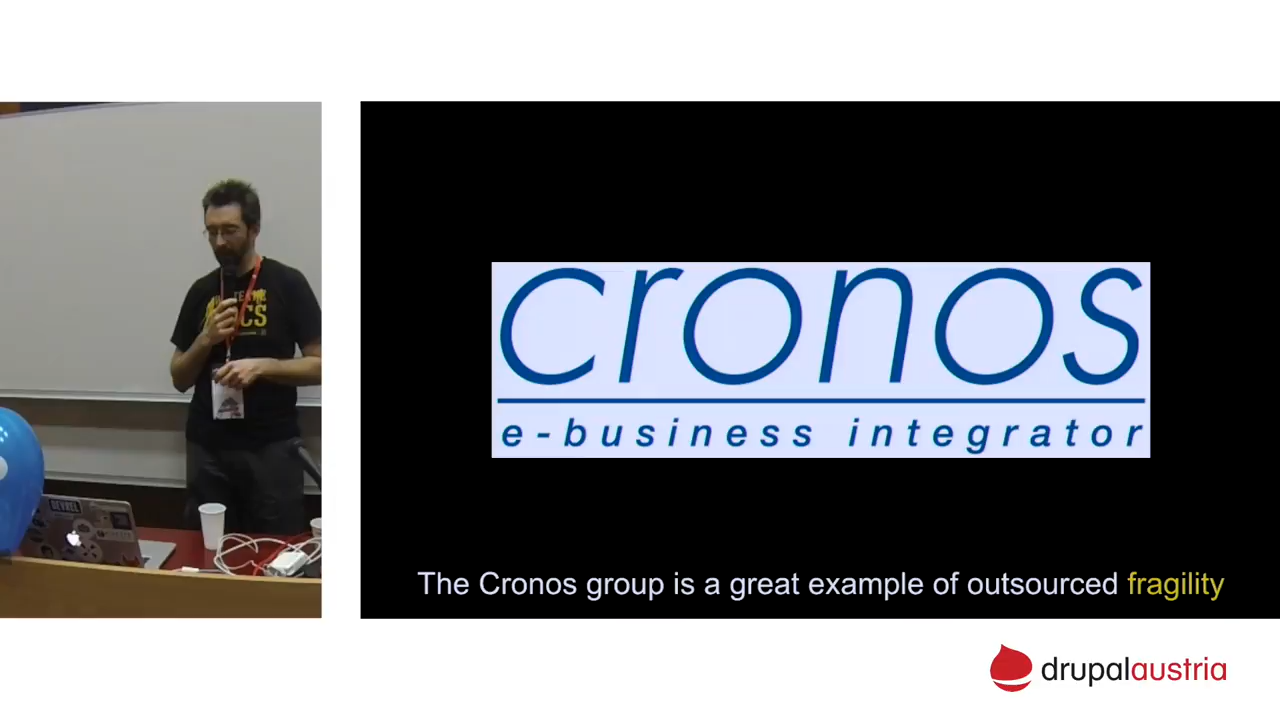 cronos
e-business integrator
The Cronos group is a great example of outsourced fragility
drupalaustria